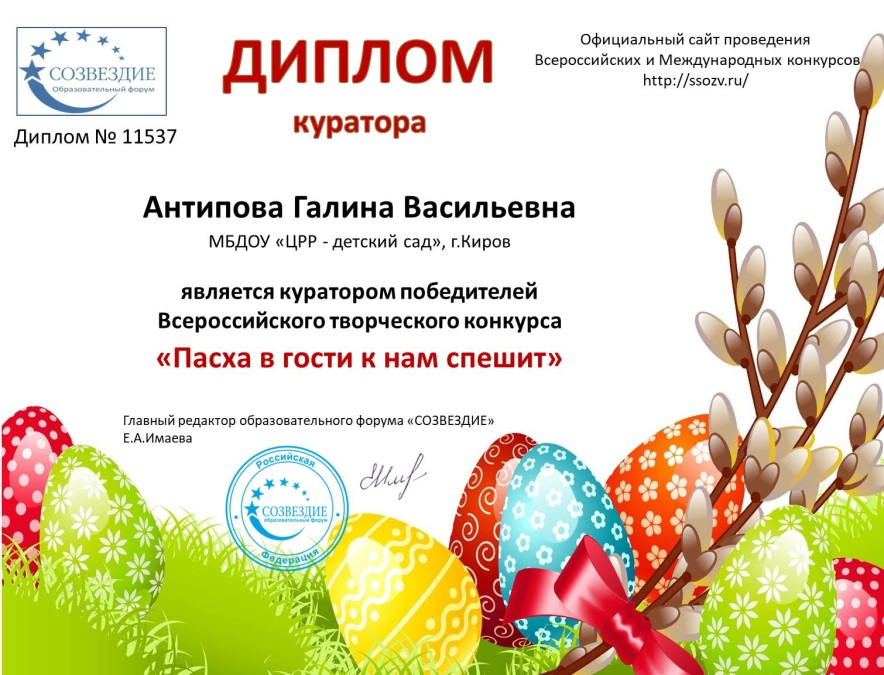 СОЗВЕЗДИЕ
Образовательный форум
Диплом № 11537
ДИПЛОМ
куратора
Официальный сайт проведения
Всероссийских и Международных конкурсов
http://ssozv.ru/
Антипова Галина Васильевна
МБДОУ «ЦРР - детский сад», г.Киров
является куратором победителей
Всероссийского творческого конкурса
«Пасха в гости к нам спешит»
Главный редактор образовательного форума «СОЗВЕЗДИЕ»
Е.А.Имаева
Российская
СОЗВЕЗДИЕ
образовательный форум
Федерация